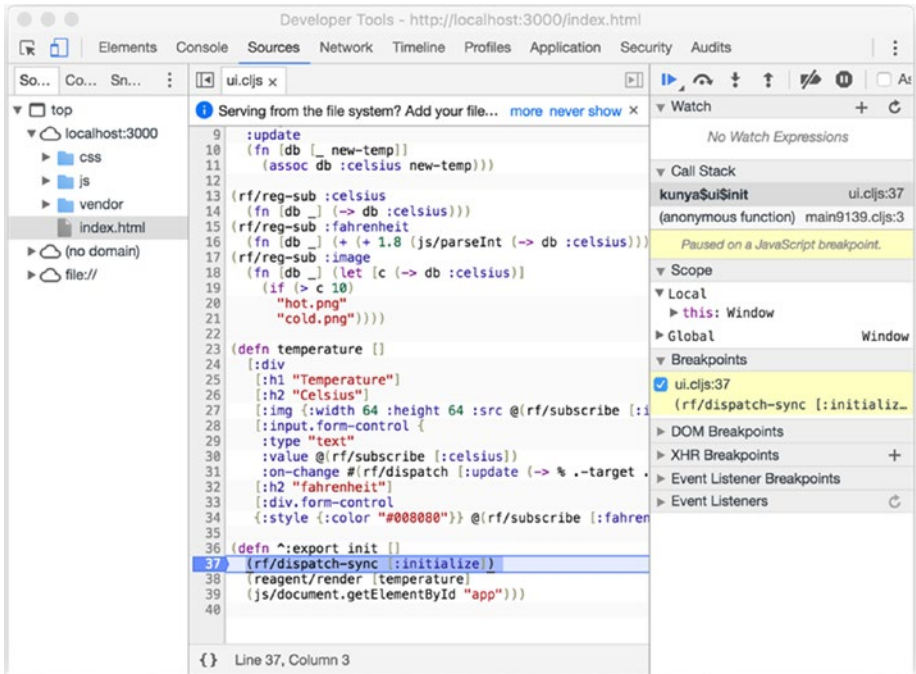 Developer Tools - http://localhost:3000/index.html
Elements Console Sources Network Timeline Profiles Application Security Audits
So... Co... Sn...
top
localhost:3000
css
js
vendor
index.html
(no domain)
file://
ui.cljs ×
Serving from the file system? Add your file... more never show ×
9 :update
10 (fn [db [_ new-temp]]
11 (assoc db :celsius new-temp)))
12
13 (rf/reg-sub :celsius
14 (fn [db _] (-> db :celsius)))
15 (rf/reg-sub :fahrenheit
16 (fn [db _] (+ (+ 1.8 (js/parseInt (-> db :celsius)))
17 (rf/reg-sub :image
18 (fn [db _] (let [c (-> db :celsius)]
19 (if (> c 10)
20 "hot.png"
21 "cold.png"))))
22
23 (defn temperature []
24 [:div
25 [:h1 "Temperature"]
26 [:h2 "Celsius"]
27 [:img {:width 64 :height 64 :src @(rf/subscribe [:i
28 [:input.form-control {
29 :type "text"
30 :value @(rf/subscribe [:celsius])
31 :on-change #(rf/dispatch [:update (-> % .-target .
32 [:h2 "fahrenheit"]
33 [:div.form-control
34 {:style {:color "#008080"}} @(rf/subscribe [:fahren
35
36 (defn ^:export init []
37 (rf/dispatch-sync [:initialize])
38 (reagent/render [temperature]
39 (js/document.getElementById "app")))
40
{} Line 37, Column 3
As
Watch
No Watch Expressions
Call Stack
kunya$ui$init ui.cljs:37
(anonymous function) main9139.cljs:3
Paused on a JavaScript breakpoint.
Scope
Local
this: Window
Global Window
Breakpoints
ui.cljs:37
(rf/dispatch-sync [:initializ…
DOM Breakpoints
XHR Breakpoints
Event Listener Breakpoints
Event Listeners